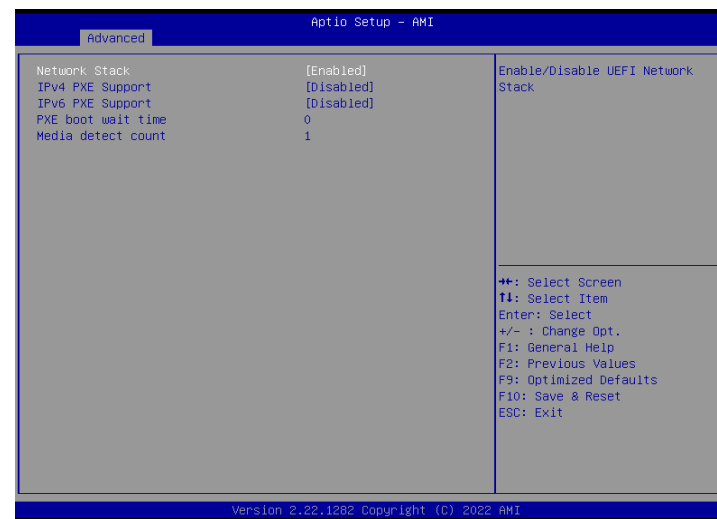 Aptio Setup – AMI
Advanced
Network Stack [Enabled]
IPv4 PXE Support [Disabled]
IPv6 PXE Support [Disabled]
PXE boot wait time 0
Media detect count 1
Enable/Disable UEFI Network
Stack
→←: Select Screen
↑↓: Select Item
Enter: Select
+/- : Change Opt.
F1: General Help
F2: Previous Values
F9: Optimized Defaults
F10: Save & Reset
ESC: Exit
Version 2.22.1282 Copyright (C) 2022 AMI